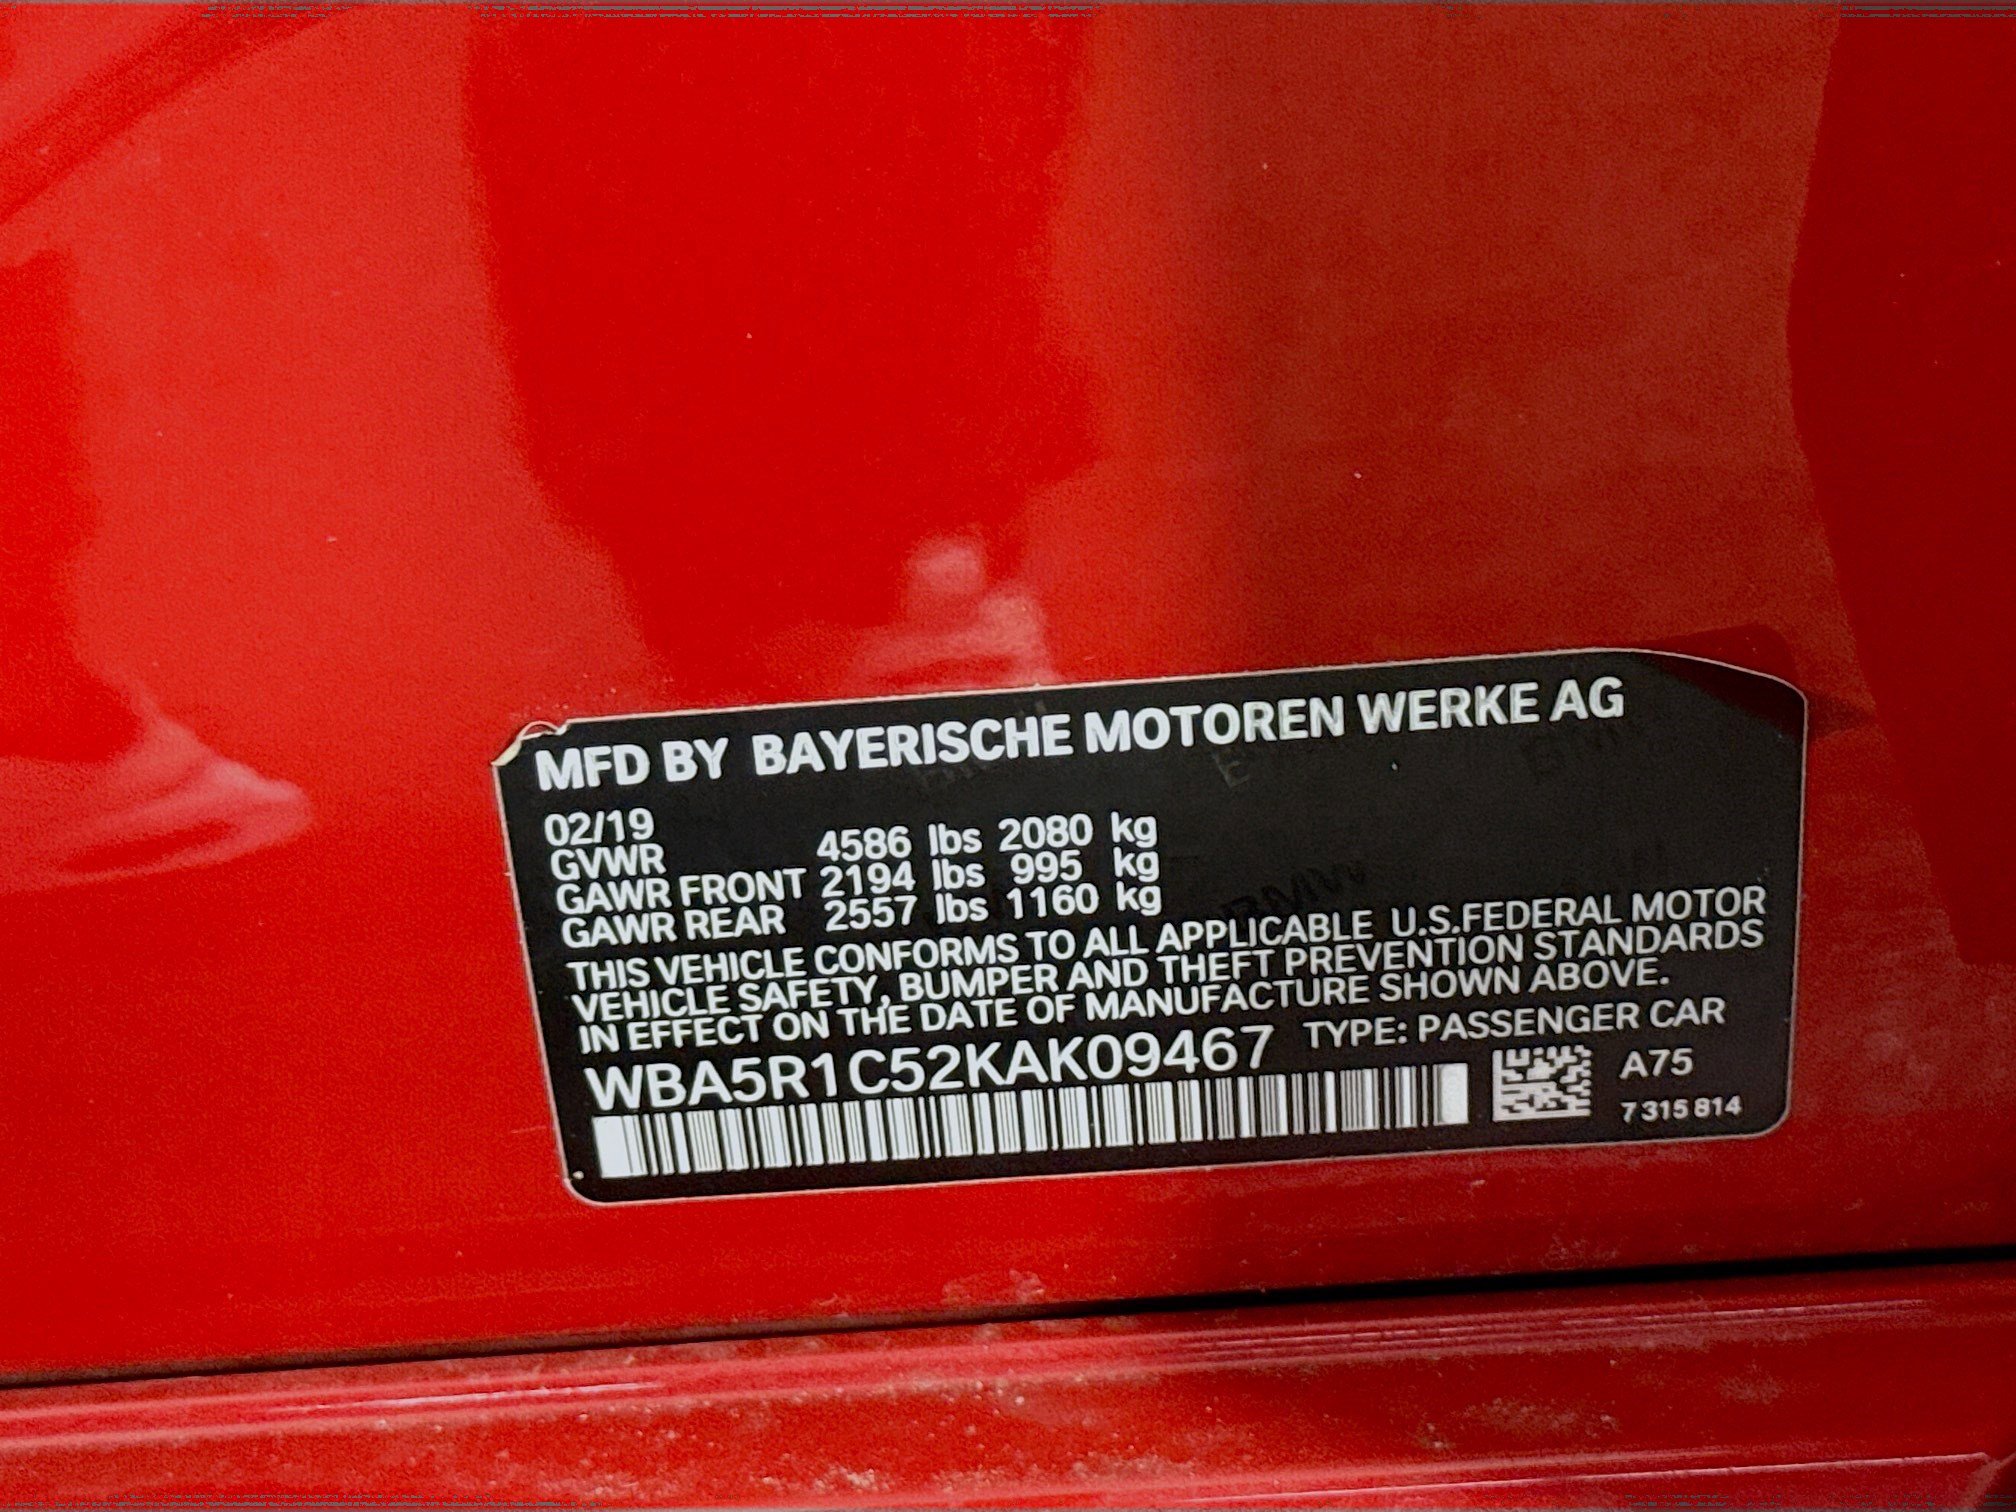 MFD BY BAYERISCHE MOTOREN WERKE AG
02/19
GVWR 4586 lbs 2080 kg
GAWR FRONT 2194 lbs 995 kg
GAWR REAR 2557 lbs 1160 kg
THIS VEHICLE CONFORMS TO ALL APPLICABLE U.S.FEDERAL MOTOR
VEHICLE SAFETY, BUMPER AND THEFT PREVENTION STANDARDS
IN EFFECT ON THE DATE OF MANUFACTURE SHOWN ABOVE.
WBA5R1C52KAK09467 TYPE: PASSENGER CAR
A75
7 315 814